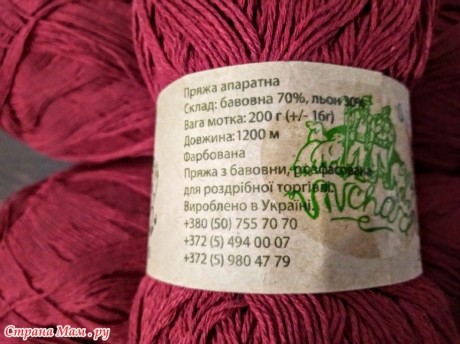 Пряжа апаратна
Склад: бавовна 70%, льон 30%
Вага мотка: 200 г (+/- 16г)
Довжина: 1200 м
Фарбована
Пряжа з бавовни, розфасована
для роздрібної торгівлі.
Вироблено в Україні.
+380 (50) 755 70 70
+372 (5) 494 00 07
+372 (5) 980 44 79
Страна Мам.ру